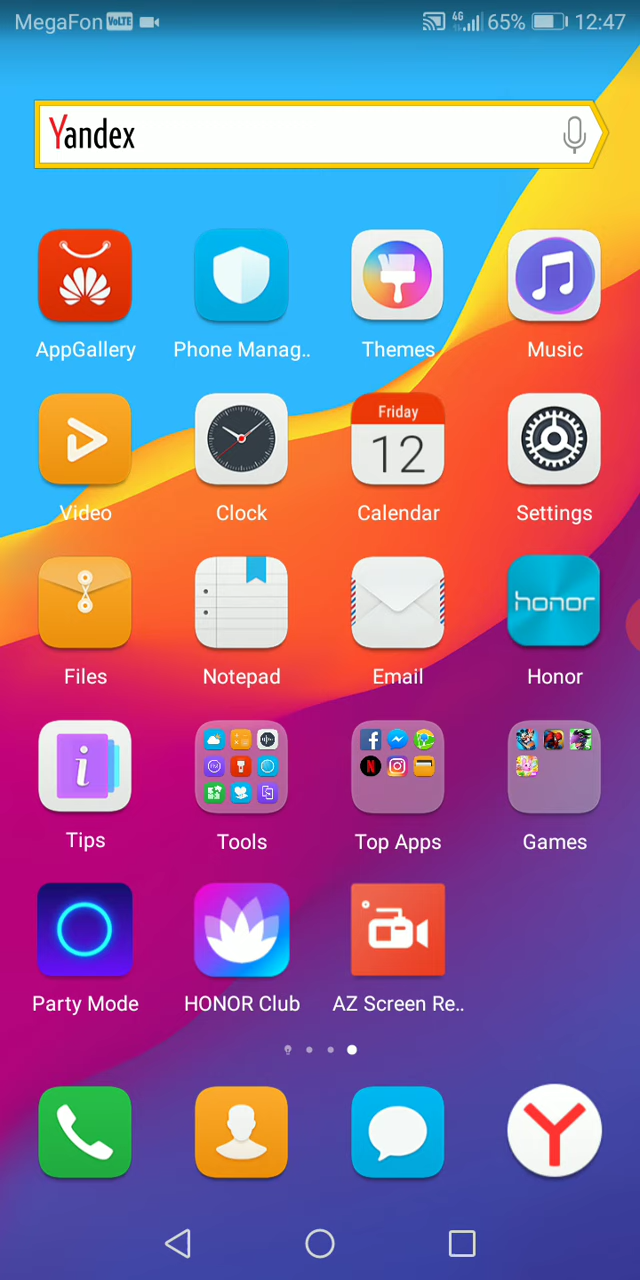 MegaFon VoLTE 4G 65% 12:47
Yandex
AppGallery Phone Manag.. Themes Music
Friday
12
Video Clock Calendar Settings
honor
Files Notepad Email Honor
Tips Tools Top Apps Games
Party Mode HONOR Club AZ Screen Re..